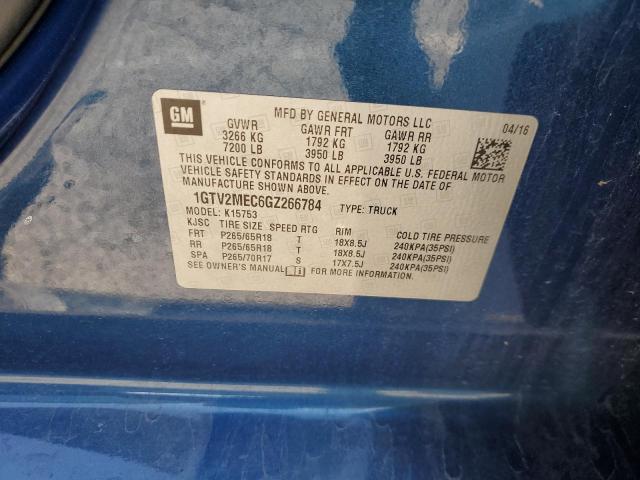 GM
MFD BY GENERAL MOTORS LLC
04/16
GVWR GAWR FRT GAWR RR
3266 KG 1792 KG 1792 KG
7200 LB 3950 LB 3950 LB
THIS VEHICLE CONFORMS TO ALL APPLICABLE U.S. FEDERAL MOTOR
VEHICLE SAFETY STANDARDS IN EFFECT ON THE DATE OF
MANUFACTURE SHOWN ABOVE.
1GTV2MEC6GZ266784 TYPE: TRUCK
MODEL: K15753
KJSC TIRE SIZE SPEED RTG RIM COLD TIRE PRESSURE
FRT P265/65R18 T 18X8.5J 240KPA(35PSI)
RR P265/65R18 T 18X8.5J 240KPA(35PSI)
SPA P265/70R17 S 17X7.5J 240KPA(35PSI)
SEE OWNER'S MANUAL FOR MORE INFORMATION.